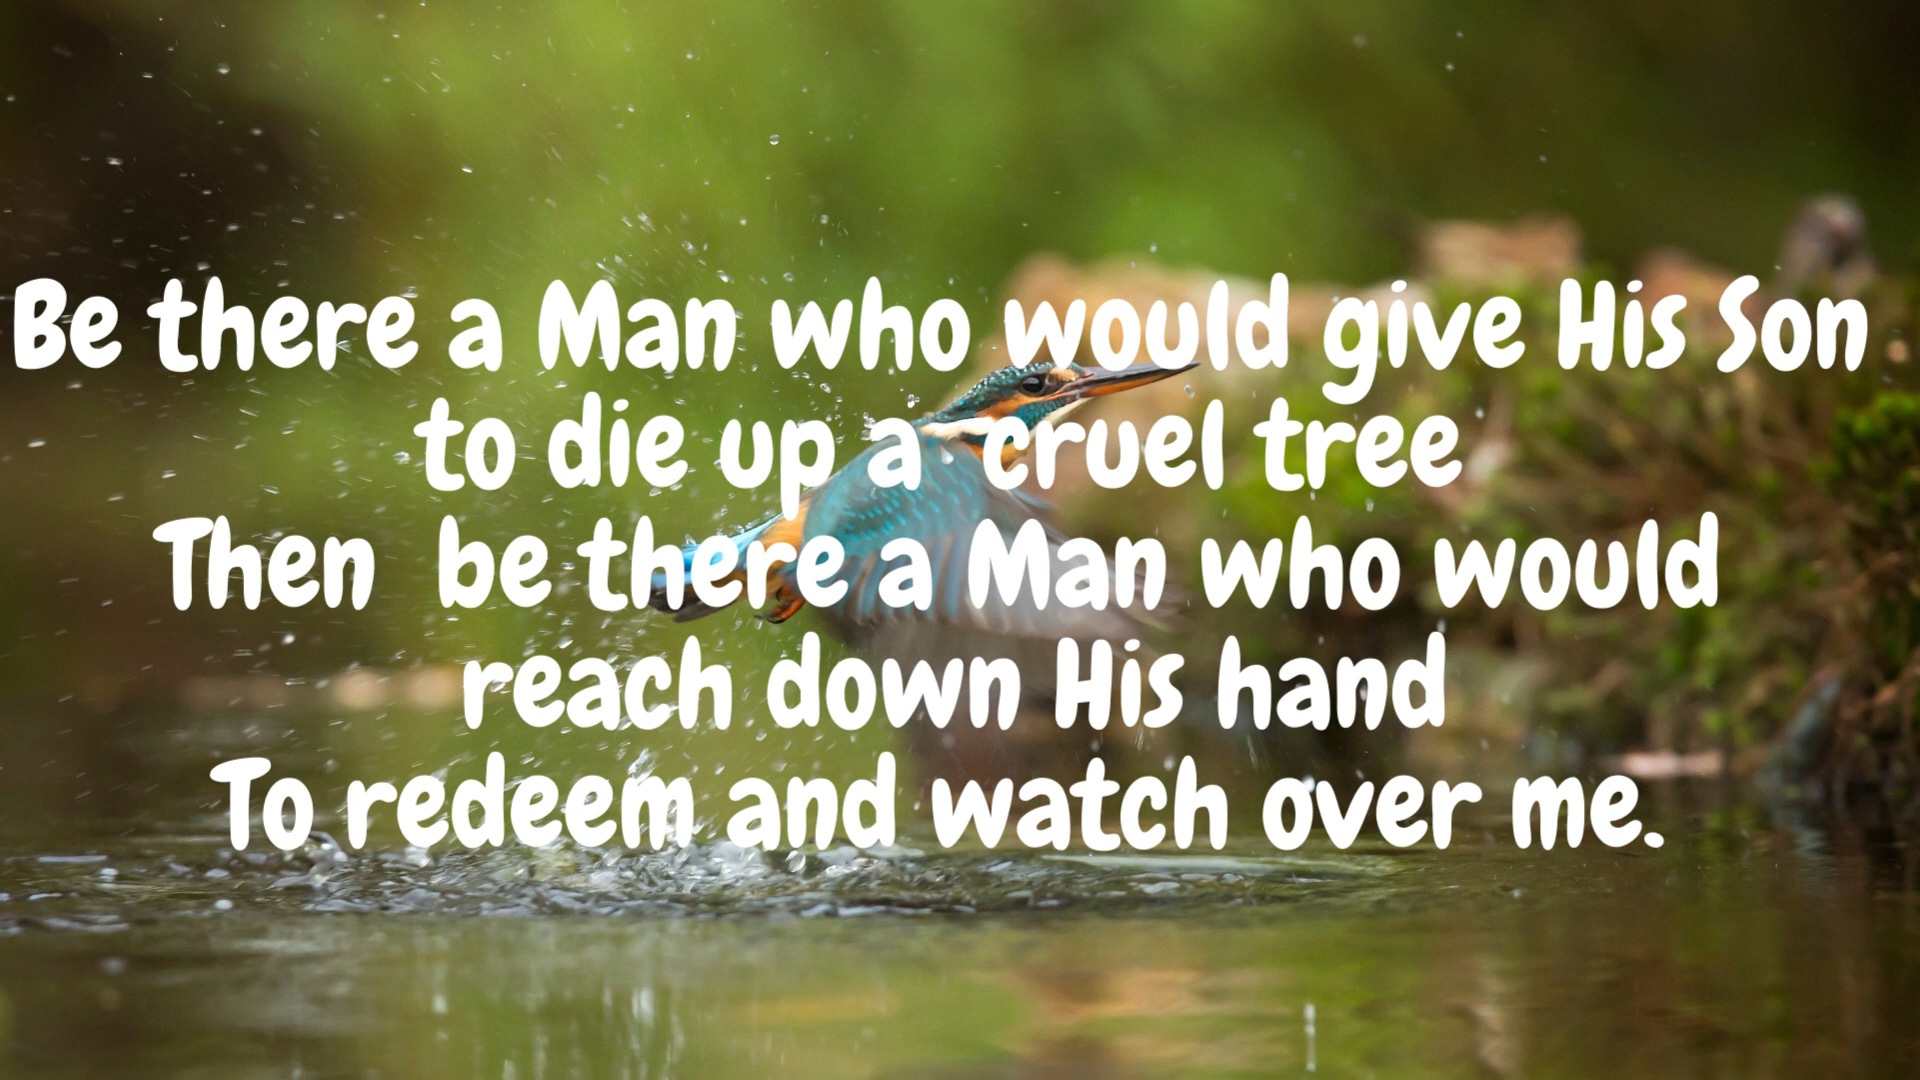 Be there a Man who would give His Son
to die up a cruel tree
Then be there a Man who would
reach down His hand
To redeem and watch over me.